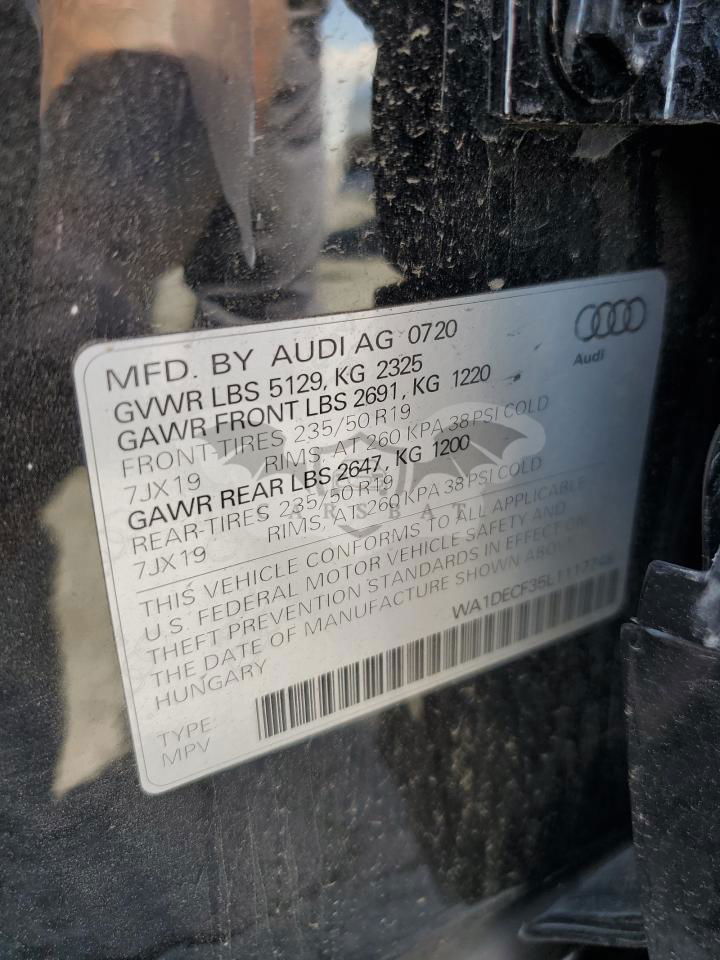 MFD. BY AUDI AG 0720
Audi
GVWR LBS 5129, KG 2325
GAWR FRONT LBS 2691, KG 1220
FRONT-TIRES 235/50 R19
7JX19 RIMS, AT 260 KPA 38 PSI COLD
GAWR REAR LBS 2647, KG 1200
REAR-TIRES 235/50 R19
7JX19 RIMS, AT 260 KPA 38 PSI COLD
THIS VEHICLE CONFORMS TO ALL APPLICABLE
U.S. FEDERAL MOTOR VEHICLE SAFETY AND
THEFT PREVENTION STANDARDS IN EFFECT ON
THE DATE OF MANUFACTURE SHOWN ABOVE.
HUNGARY
TYPE
MPV